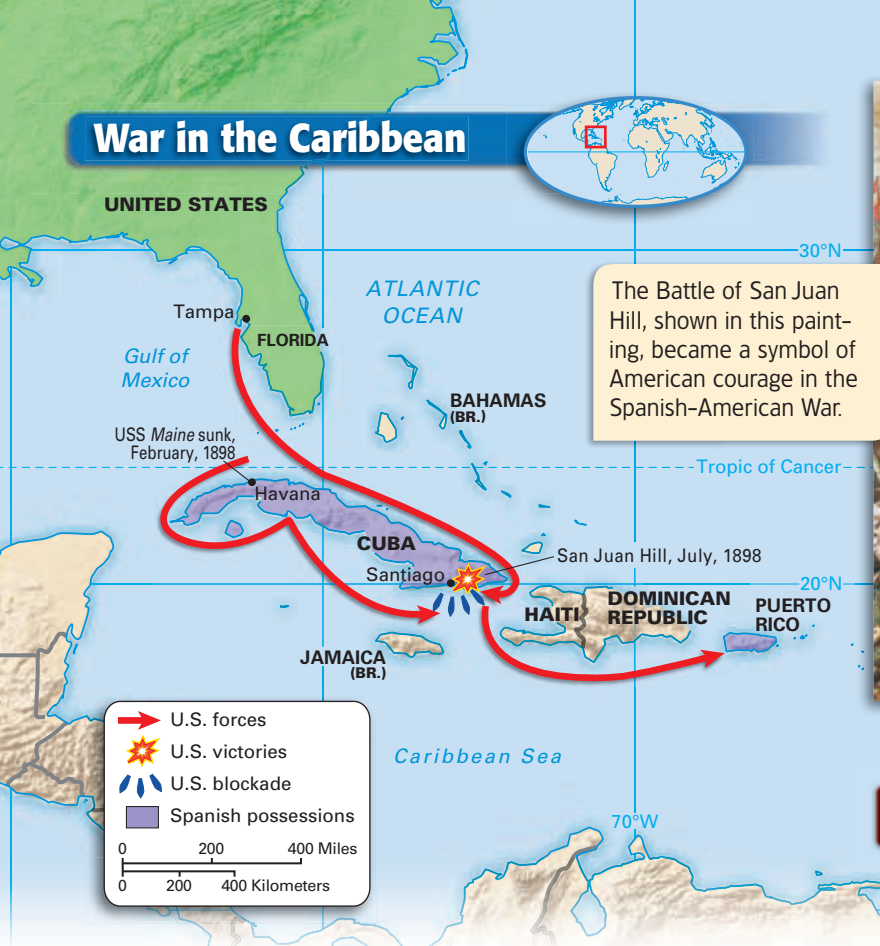 War in the Caribbean
UNITED STATES
30°N
ATLANTIC
OCEAN
The Battle of San Juan
Hill, shown in this paint-
ing, became a symbol of
American courage in the
Spanish-American War.
Tampa
FLORIDA
Gulf of
Mexico
BAHAMAS
(BR.)
USS Maine sunk,
February, 1898
Tropic of Cancer
Havana
CUBA
San Juan Hill, July, 1898
Santiago
20°N
HAITI
DOMINICAN
REPUBLIC
PUERTO
RICO
JAMAICA
(BR.)
U.S. forces
U.S. victories
U.S. blockade
Spanish possessions
0 200 400 Miles
0 200 400 Kilometers
Caribbean Sea
70°W